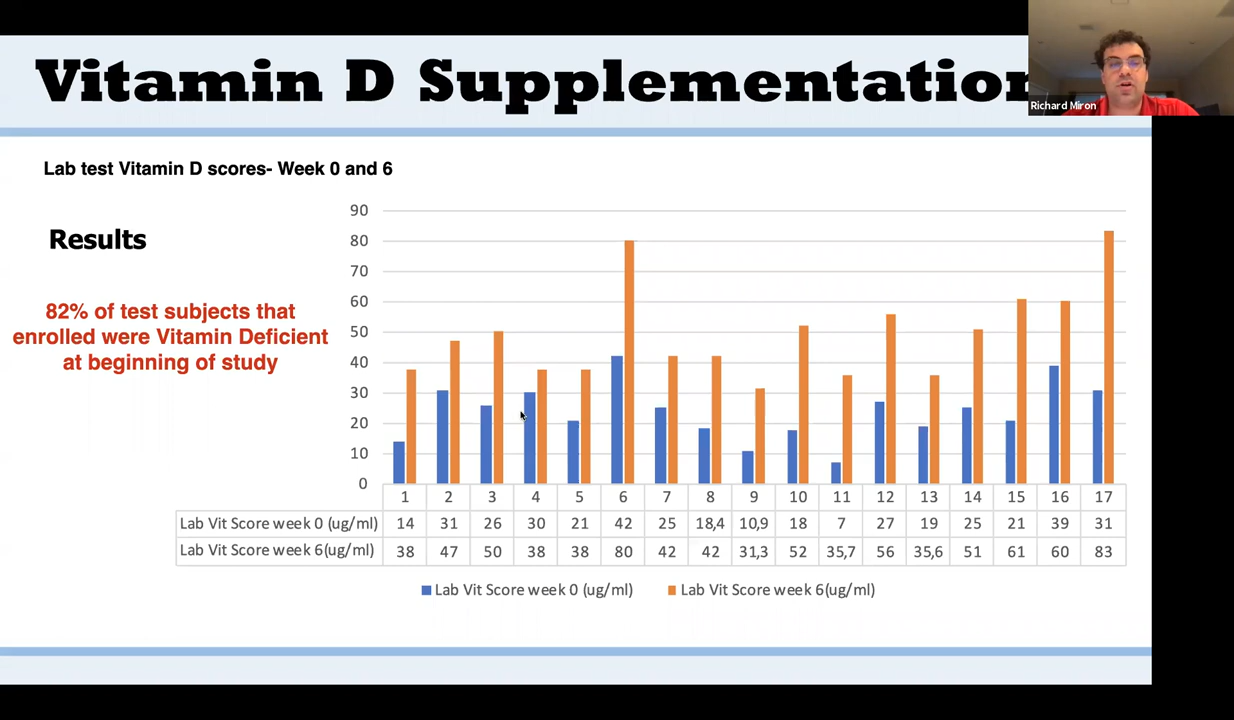 Vitamin D Supplementation
Richard Miron
Lab test Vitamin D scores- Week 0 and 6
Results
82% of test subjects that
enrolled were Vitamin Deficient
at beginning of study
90
80
70
60
50
40
30
20
10
0
1 2 3 4 5 6 7 8 9 10 11 12 13 14 15 16 17
Lab Vit Score week 0 (ug/ml) 14 31 26 30 21 42 25 18,4 10,9 18 7 27 19 25 21 39 31
Lab Vit Score week 6(ug/ml) 38 47 50 38 38 80 42 42 31,3 52 35,7 56 35,6 51 61 60 83
Lab Vit Score week 0 (ug/ml) Lab Vit Score week 6(ug/ml)